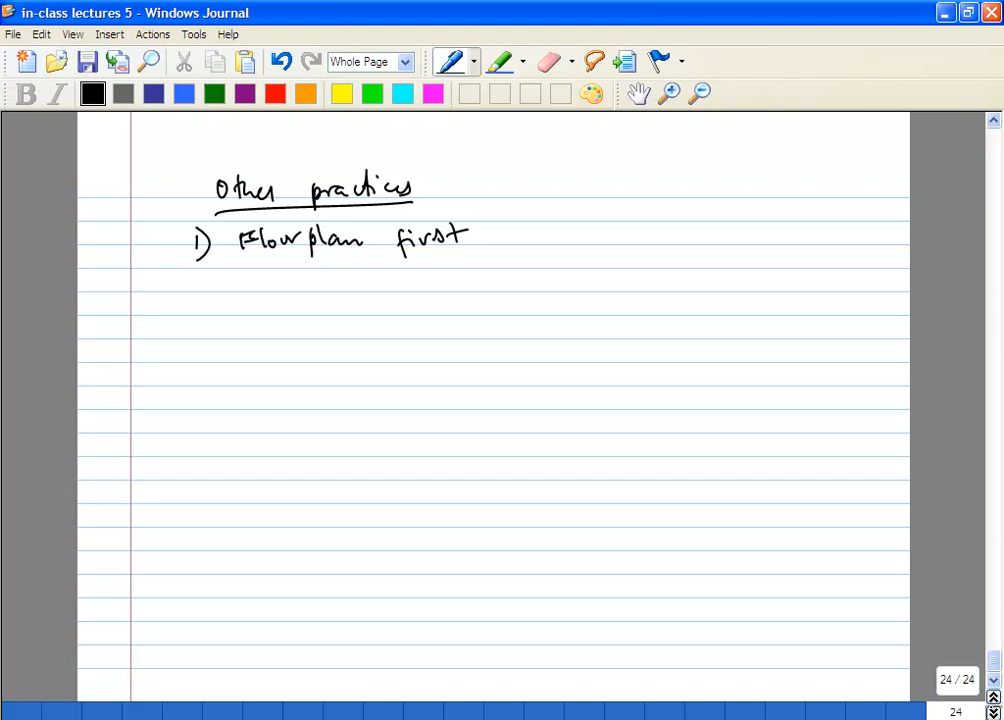 in-class lectures 5 - Windows Journal
File Edit View Insert Actions Tools Help
Whole Page
B I
Other practices
1) Floorplan first
24 / 24
24